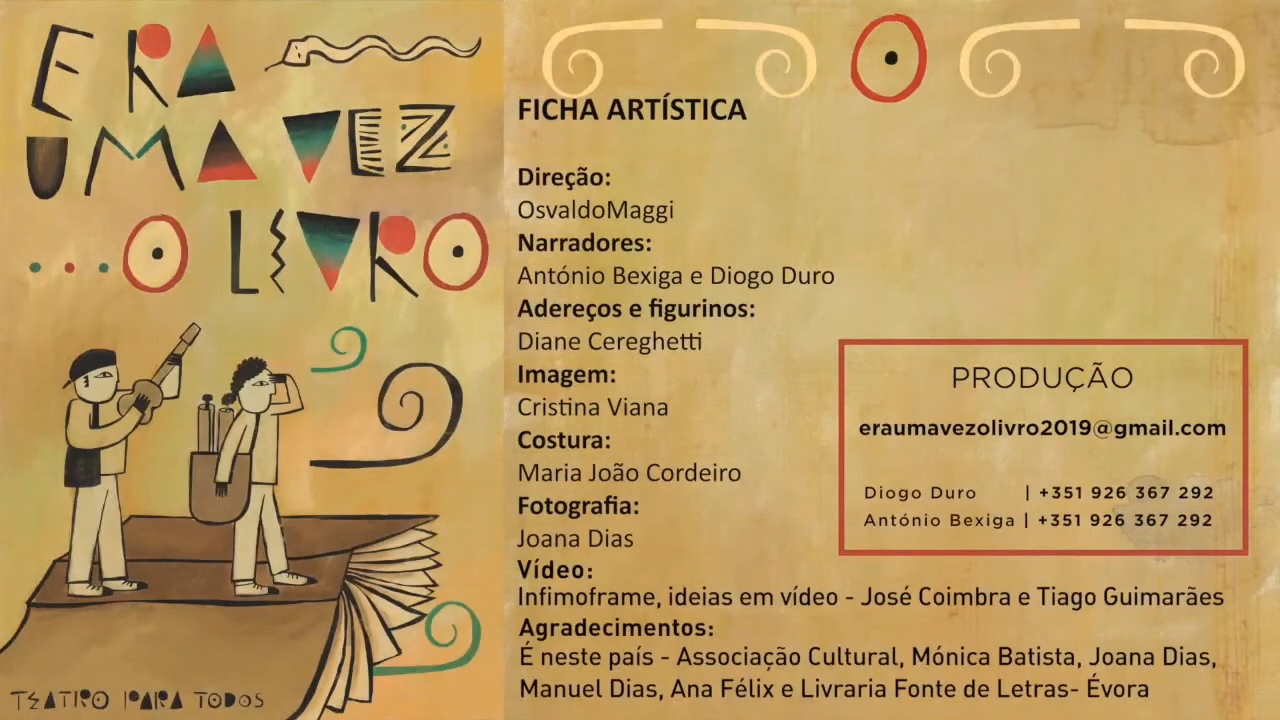 ERA
UMA VEZ
...O LIVRO
TEATRO PARA TODOS
FICHA ARTÍSTICA
Direção:
OsvaldoMaggi
Narradores:
António Bexiga e Diogo Duro
Adereços e figurinos:
Diane Cereghetti
Imagem:
Cristina Viana
Costura:
Maria João Cordeiro
Fotografia:
Joana Dias
Vídeo:
Infimoframe, ideias em vídeo - José Coimbra e Tiago Guimarães
Agradecimentos:
É neste país - Associação Cultural, Mónica Batista, Joana Dias,
Manuel Dias, Ana Félix e Livraria Fonte de Letras- Évora
PRODUÇÃO
eraumavezolivro2019@gmail.com
Diogo Duro | +351 926 367 292
António Bexiga | +351 926 367 292